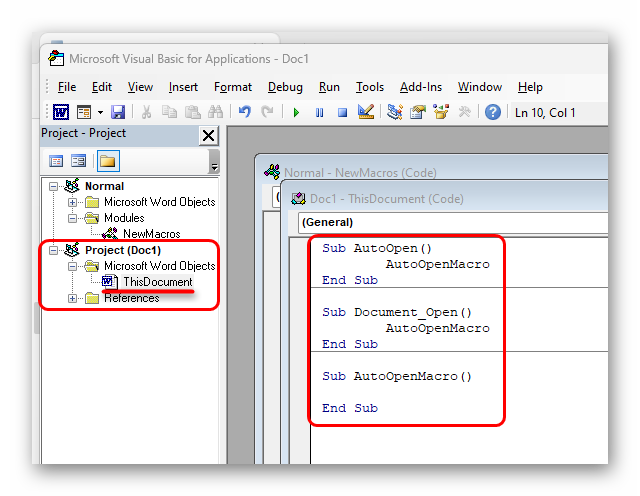 Microsoft Visual Basic for Applications - Doc1
File Edit View Insert Format Debug Run Tools Add-Ins Window Help
Ln 10, Col 1
Project - Project
Normal
Microsoft Word Objects
Modules
NewMacros
Project (Doc1)
Microsoft Word Objects
ThisDocument
References
Normal - NewMacros (Code)
Doc1 - ThisDocument (Code)
(General)
Sub AutoOpen()
AutoOpenMacro
End Sub
Sub Document_Open()
AutoOpenMacro
End Sub
Sub AutoOpenMacro()
End Sub